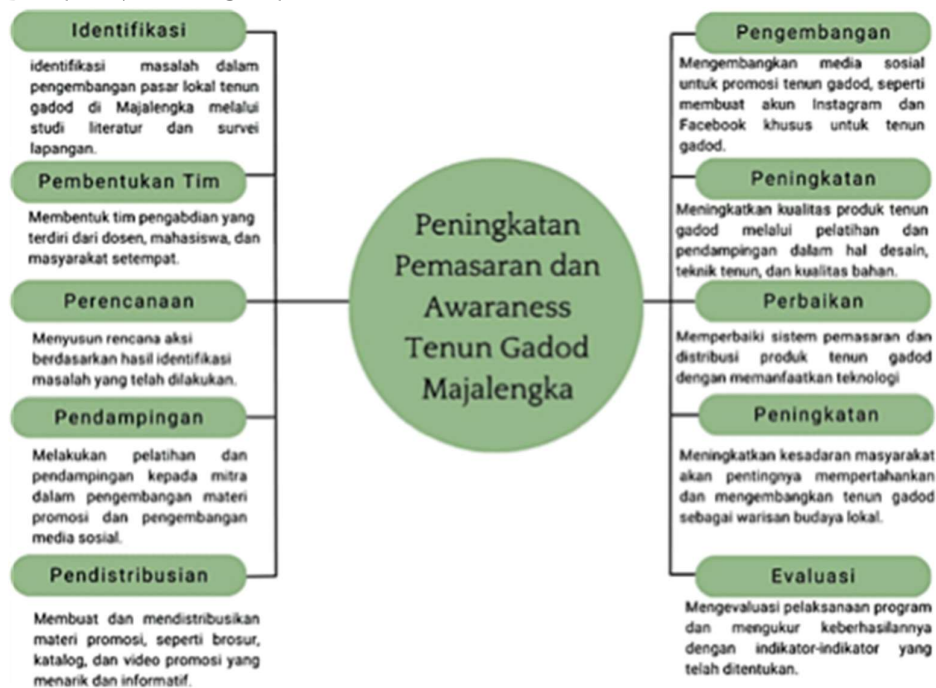 Identifikasi
identifikasi masalah dalam
pengembangan pasar lokal tenun
gadod di Majalengka melalui
studi literatur dan survei
lapangan.
Pembentukan Tim
Membentuk tim pengabdian yang
terdiri dari dosen, mahasiswa, dan
masyarakat setempat.
Perencanaan
Menyusun rencana aksi
berdasarkan hasil identifikasi
masalah yang telah dilakukan.
Pendampingan
Melakukan pelatihan dan
pendampingan kepada mitra
dalam pengembangan materi
promosi dan pengembangan
media sosial.
Pendistribusian
Membuat dan mendistribusikan
materi promosi, seperti brosur,
katalog, dan video promosi yang
menarik dan informatif.
Peningkatan
Pemasaran dan
Awaraness
Tenun Gadod
Majalengka
Pengembangan
Mengembangkan media sosial
untuk promosi tenun gadod, seperti
membuat akun Instagram dan
Facebook khusus untuk tenun
gadod.
Peningkatan
Meningkatkan kualitas produk tenun
gadod melalui pelatihan dan
pendampingan dalam hal desain,
teknik tenun, dan kualitas bahan.
Perbaikan
Memperbaiki sistem pemasaran dan
distribusi produk tenun gadod
dengan memanfaatkan teknologi
Peningkatan
Meningkatkan kesadaran masyarakat
akan pentingnya mempertahankan
dan mengembangkan tenun gadod
sebagai warisan budaya lokal.
Evaluasi
Mengevaluasi pelaksanaan program
dan mengukur keberhasilannya
dengan indikator-indikator yang
telah ditentukan.